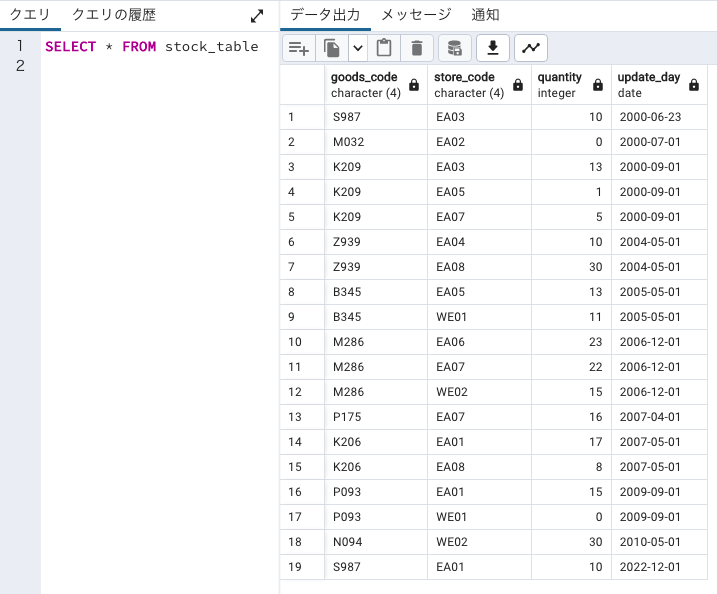 クエリ クエリの履歴
1 SELECT * FROM stock_table
2
データ出力 メッセージ 通知
goods_code store_code quantity update_day
character (4) character (4) integer date
1 S987 EA03 10 2000-06-23
2 M032 EA02 0 2000-07-01
3 K209 EA03 13 2000-09-01
4 K209 EA05 1 2000-09-01
5 K209 EA07 5 2000-09-01
6 Z939 EA04 10 2004-05-01
7 Z939 EA08 30 2004-05-01
8 B345 EA05 13 2005-05-01
9 B345 WE01 11 2005-05-01
10 M286 EA06 23 2006-12-01
11 M286 EA07 22 2006-12-01
12 M286 WE02 15 2006-12-01
13 P175 EA07 16 2007-04-01
14 K206 EA01 17 2007-05-01
15 K206 EA08 8 2007-05-01
16 P093 EA01 15 2009-09-01
17 P093 WE01 0 2009-09-01
18 N094 WE02 30 2010-05-01
19 S987 EA01 10 2022-12-01